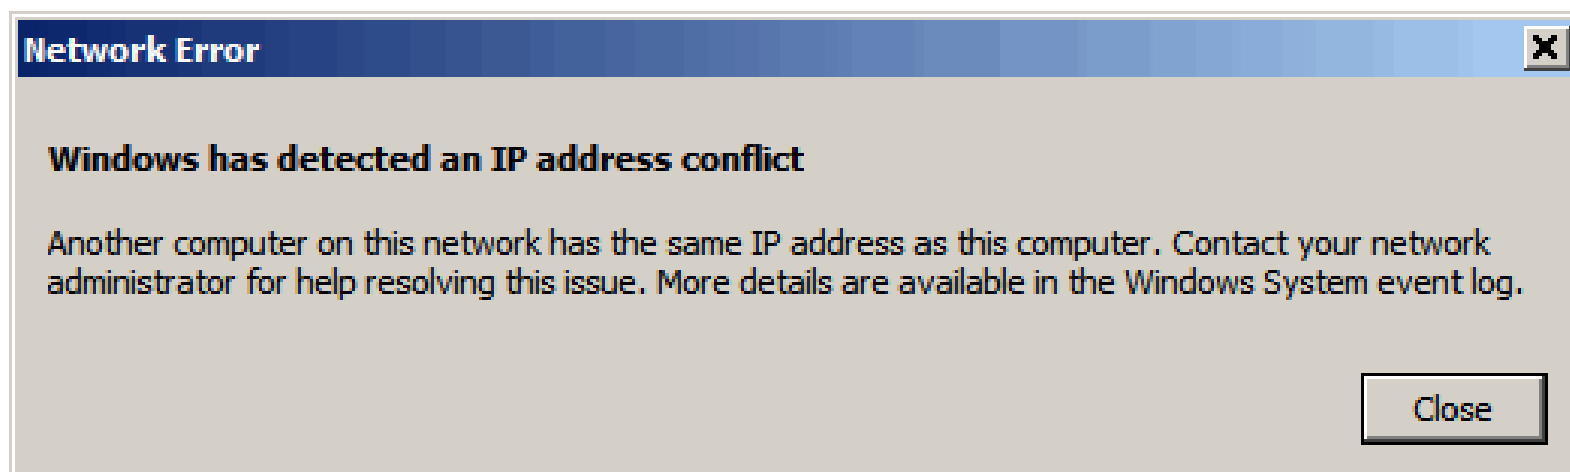 Network Error
Windows has detected an IP address conflict
Another computer on this network has the same IP address as this computer. Contact your network
administrator for help resolving this issue. More details are available in the Windows System event log.
Close